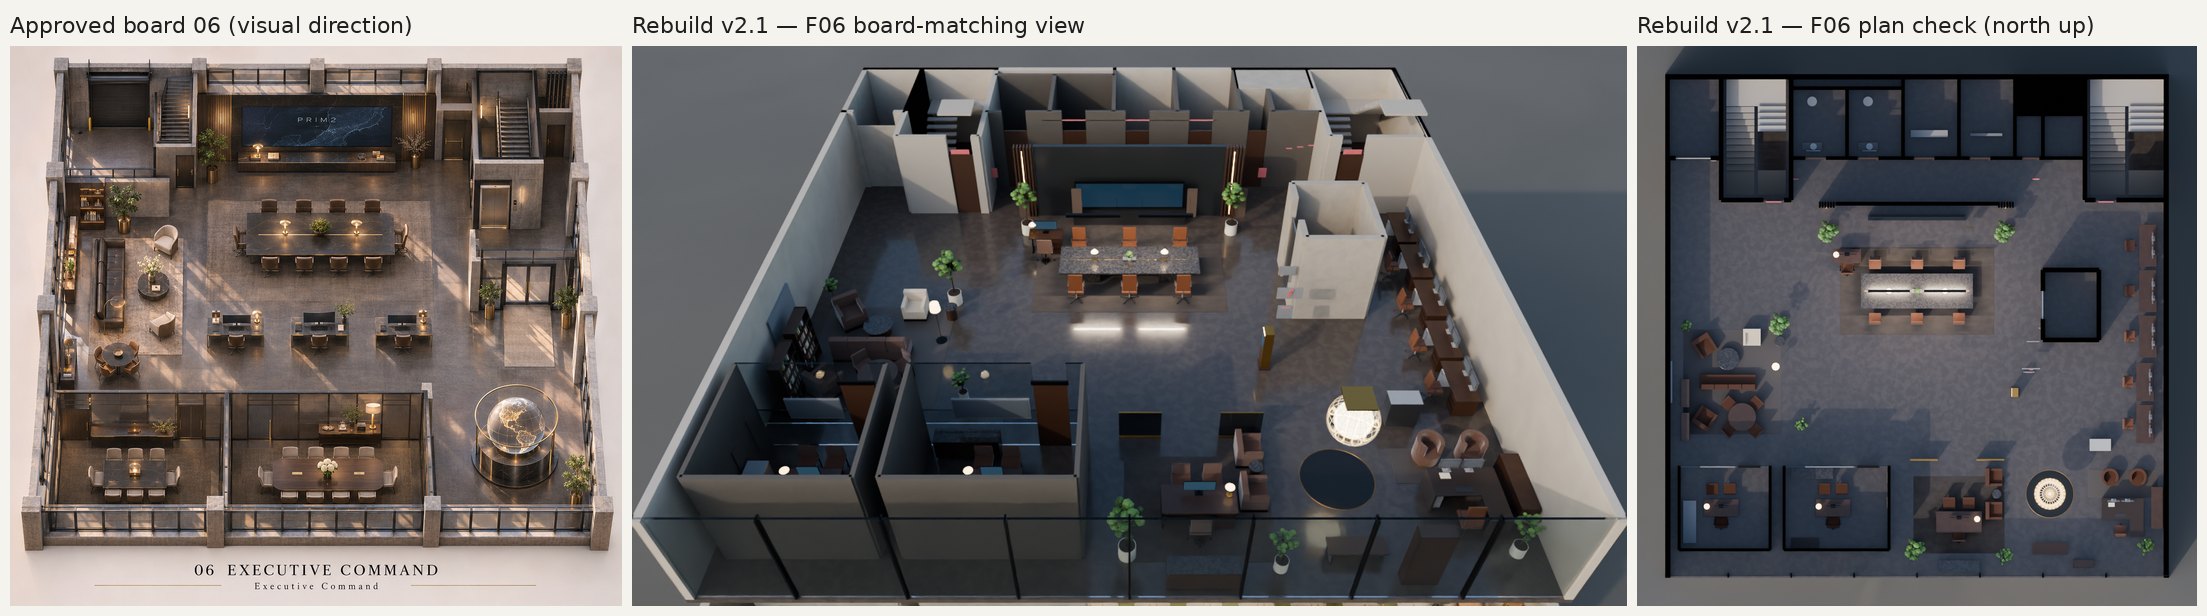 Approved board 06 (visual direction)
Rebuild v2.1 — F06 board-matching view
Rebuild v2.1 — F06 plan check (north up)
PRIM2
06 EXECUTIVE COMMAND
Executive Command